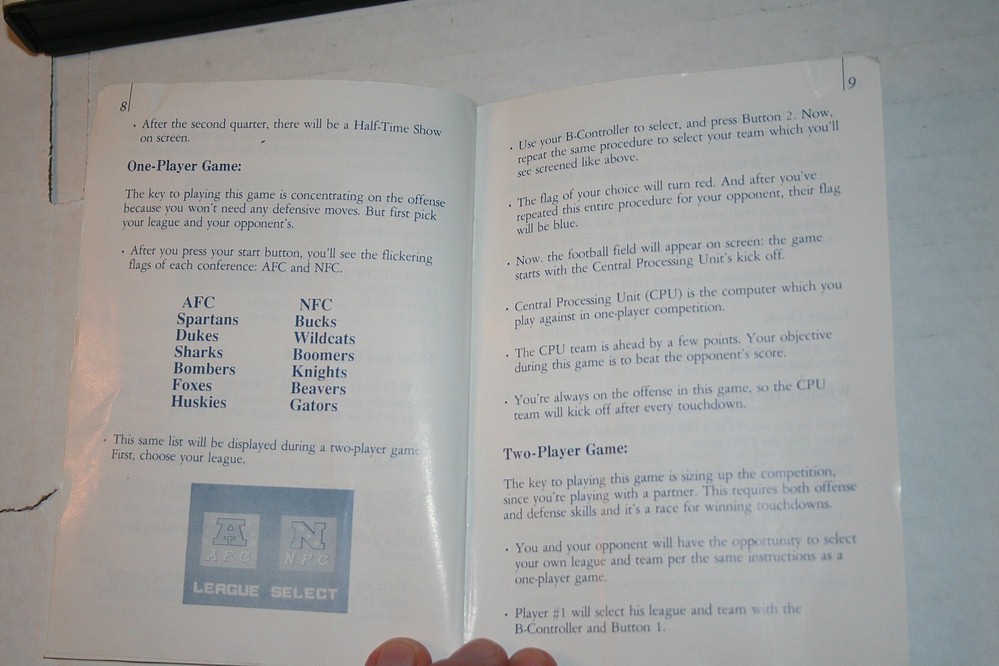 8
· After the second quarter, there will be a Half-Time Show
on screen.
One-Player Game:
The key to playing this game is concentrating on the offense
because you won't need any defensive moves. But first pick
your league and your opponent's.
· After you press your start button, you'll see the flickering
flags of each conference: AFC and NFC.
AFC NFC
Spartans Bucks
Dukes Wildcats
Sharks Boomers
Bombers Knights
Foxes Beavers
Huskies Gators
· This same list will be displayed during a two-player game.
First, choose your league.
A N
AFC NFC
LEAGUE SELECT
9
· Use your B-Controller to select, and press Button 2. Now,
repeat the same procedure to select your team which you'll
see screened like above.
· The flag of your choice will turn red. And after you've
repeated this entire procedure for your opponent, their flag
will be blue.
· Now. the football field will appear on screen: the game
starts with the Central Processing Unit's kick off.
· Central Processing Unit (CPU) is the computer which you
play against in one-player competition.
· The CPU team is ahead by a few points. Your objective
during this game is to beat the opponent's score.
· You're always on the offense in this game, so the CPU
team will kick off after every touchdown.
Two-Player Game:
The key to playing this game is sizing up the competition,
since you're playing with a partner. This requires both offense
and defense skills and it's a race for winning touchdowns.
· You and your opponent will have the opportunity to select
your own league and team per the same instructions as a
one-player game.
· Player #1 will select his league and team with the
B-Controller and Button 1.